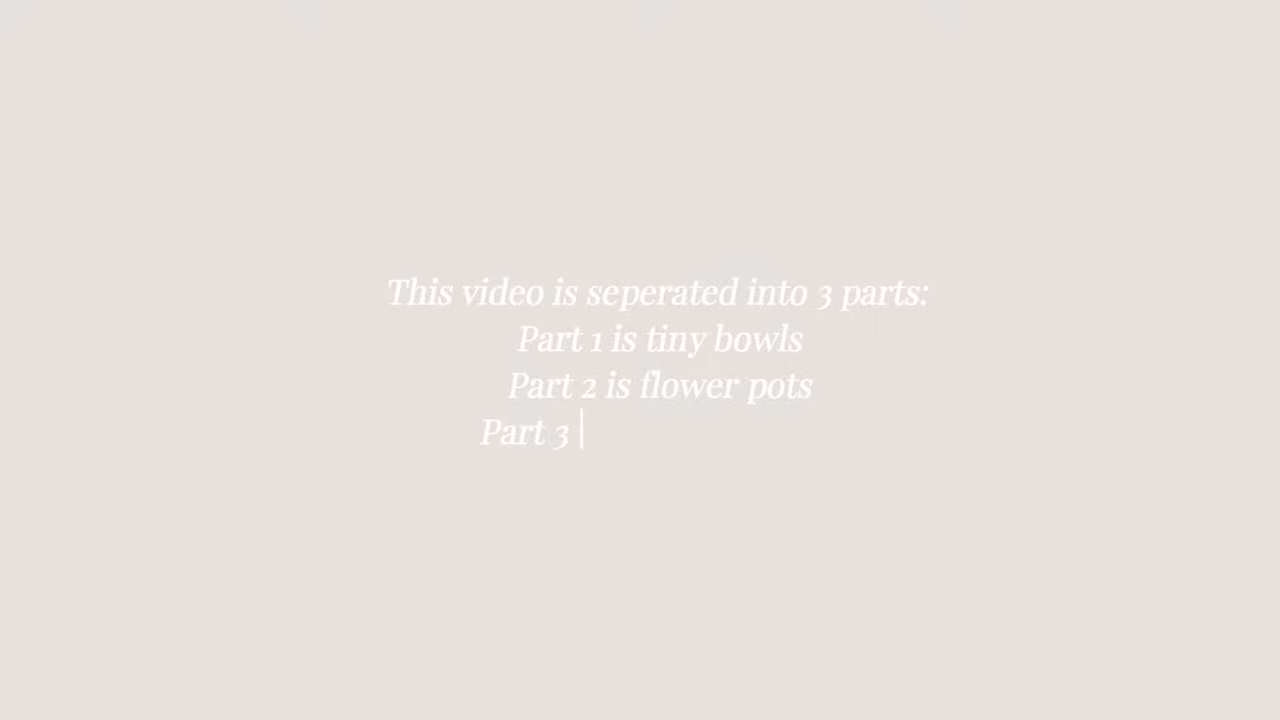 This video is seperated into 3 parts:
Part 1 is tiny bowls
Part 2 is flower pots
Part 3